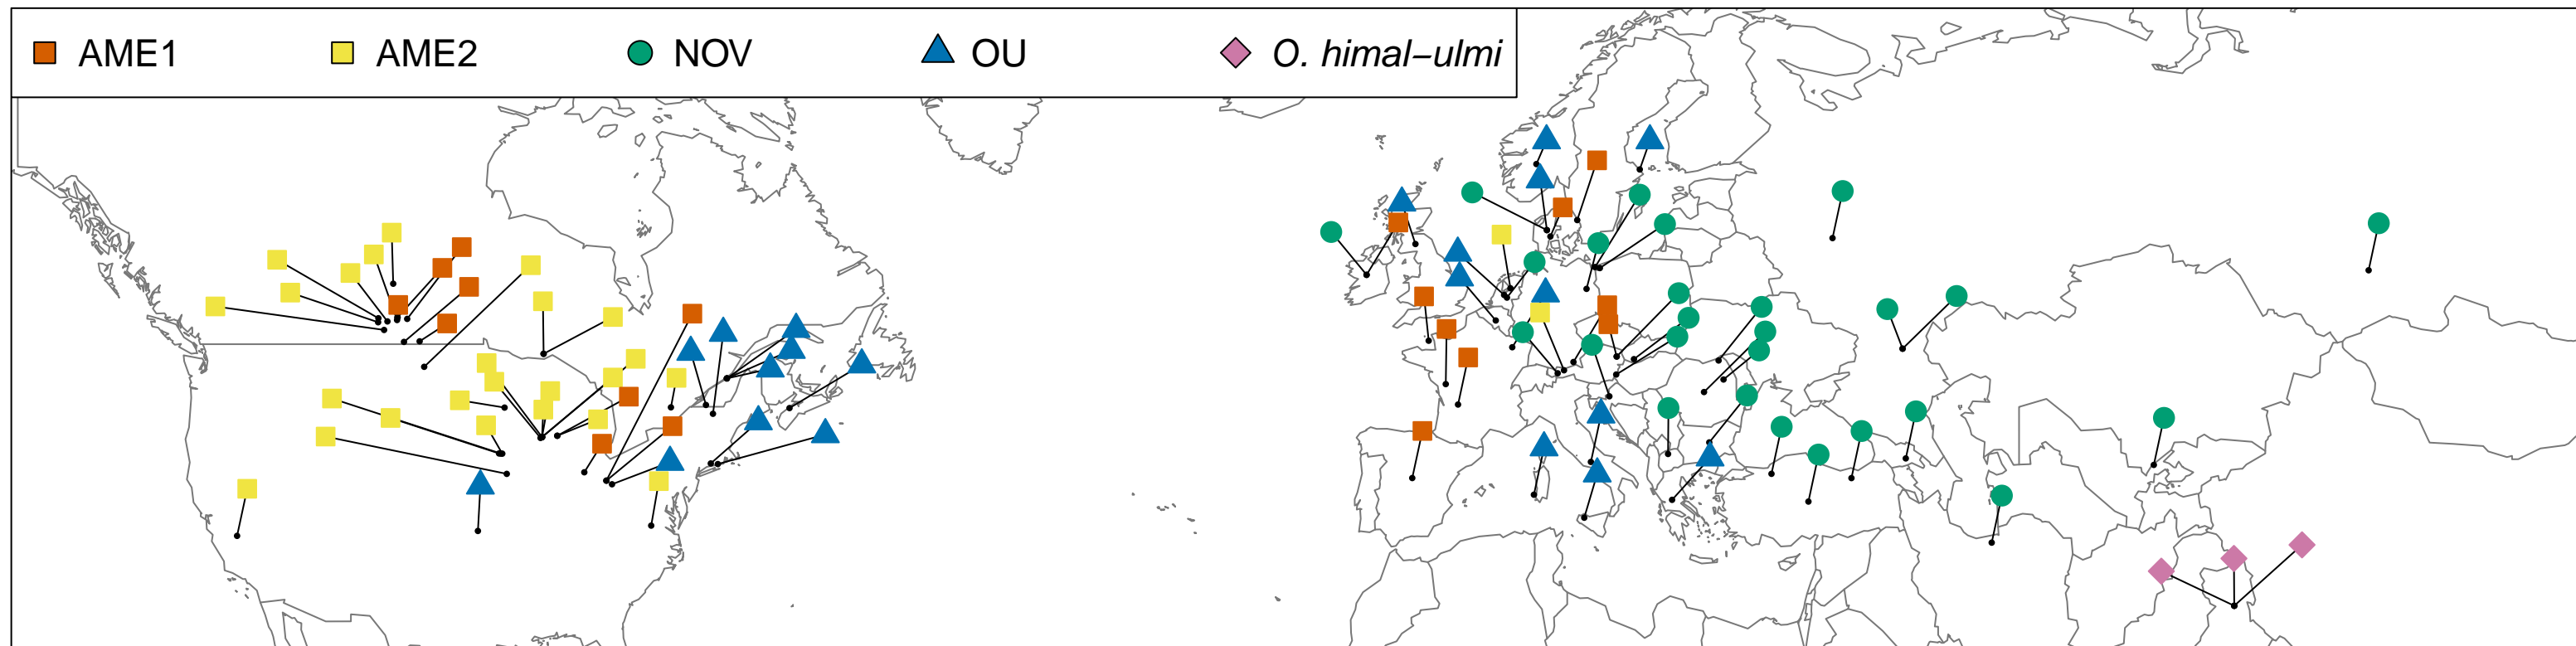 AME1 AME2 NOV OU O. himal–ulmi